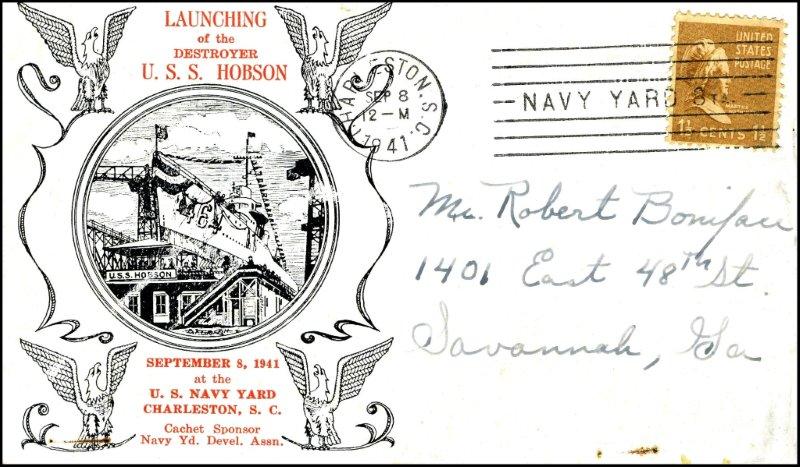 LAUNCHING
of the
DESTROYER
U. S. S. HOBSON
CHARLESTON, S.C.
SEP 8
12-M
1941
NAVY YARD STA.
UNITED
STATES
POSTAGE
1½ CENTS 1½
464
U.S.S. HOBSON
Mr. Robert Boniface
1401 East 48th St.
Savannah, Ga
SEPTEMBER 8, 1941
at the
U. S. NAVY YARD
CHARLESTON, S. C.
Cachet Sponsor
Navy Yd. Devel. Assn.